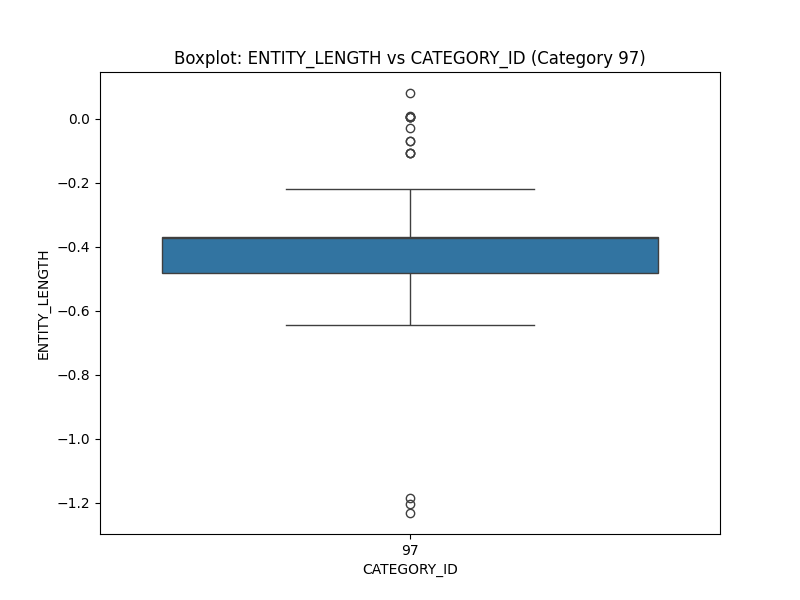 Boxplot: ENTITY_LENGTH vs CATEGORY_ID (Category 97)
0.0
−0.2
−0.4
−0.6
−0.8
−1.0
−1.2
ENTITY_LENGTH
97
CATEGORY_ID